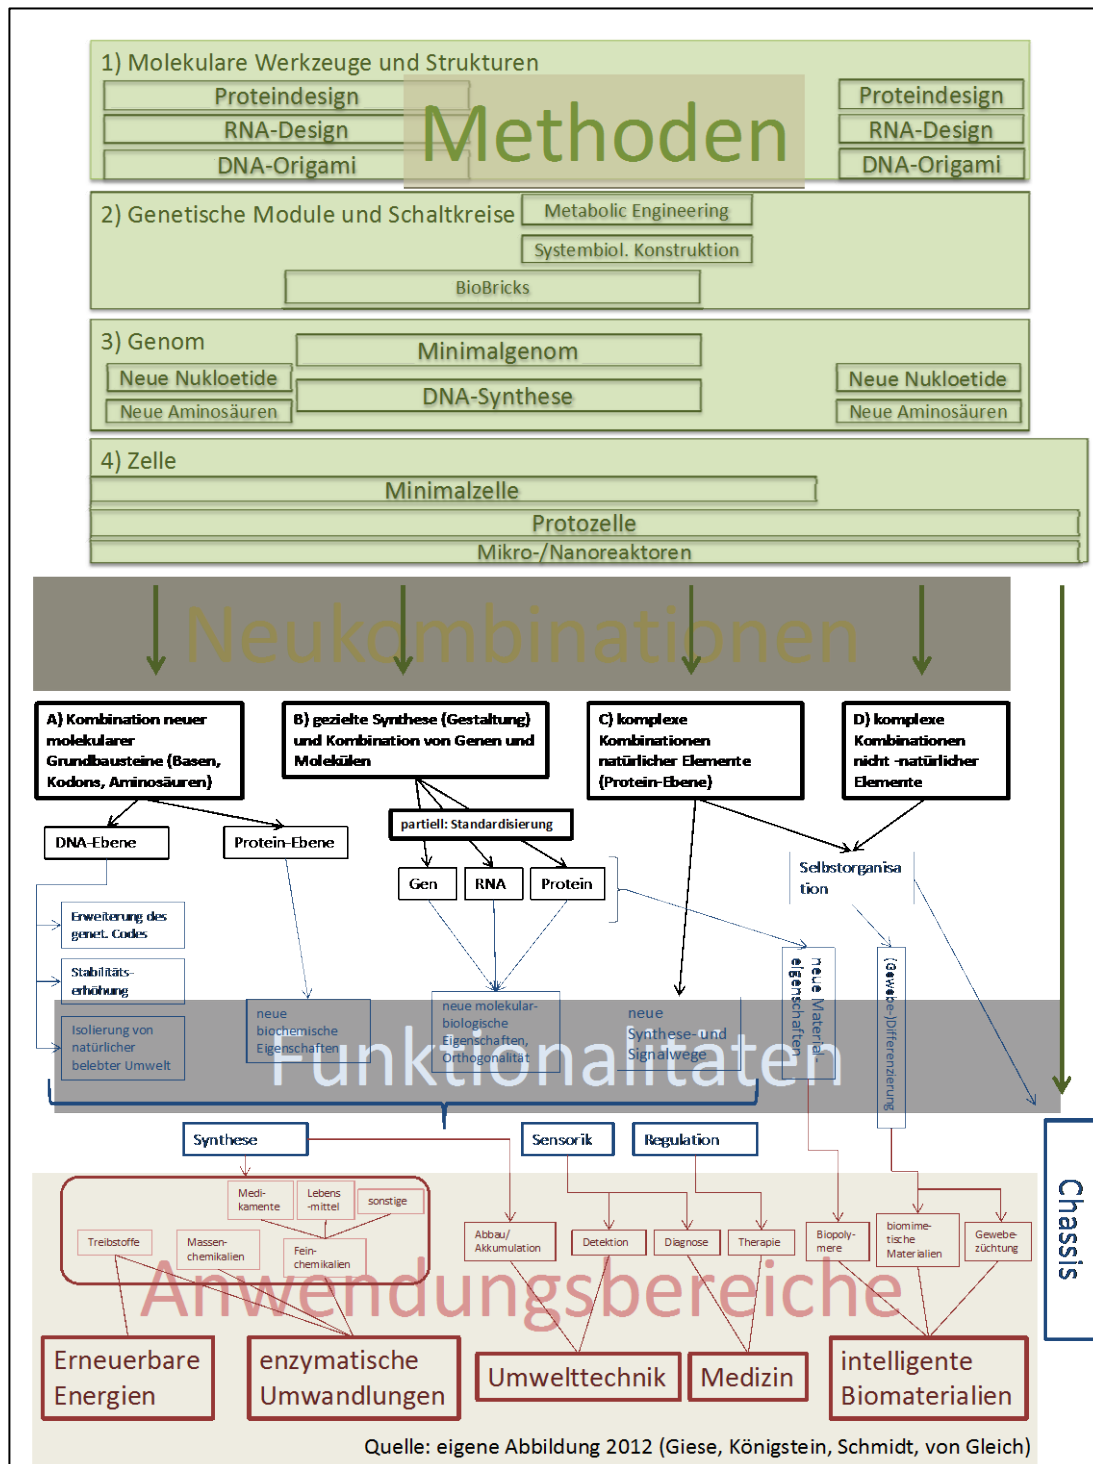 1) Molekulare Werkzeuge und Strukturen
Proteindesign
RNA-Design
DNA-Origami
Methoden
Proteindesign
RNA-Design
DNA-Origami
2) Genetische Module und Schaltkreise
Metabolic Engineering
Systembiol. Konstruktion
BioBricks
3) Genom
Minimalgenom
Neue Nukloetide
DNA-Synthese
Neue Aminosäuren
Neue Nukloetide
Neue Aminosäuren
4) Zelle
Minimalzelle
Protozelle
Mikro-/Nanoreaktoren
Neukombinationen
A) Kombination neuer
molekularer
Grundbausteine (Basen,
Kodons, Aminosäuren)
B) gezielte Synthese (Gestaltung)
und Kombination von Genen und
Molekülen
C) komplexe
Kombinationen
natürlicher Elemente
(Protein-Ebene)
D) komplexe
Kombinationen
nicht -natürlicher
Elemente
partiell: Standardisierung
DNA-Ebene
Protein-Ebene
Gen
RNA
Protein
Selbstorganisa
tion
Erweiterung des
genet. Codes
Stabilitäts-
erhöhung
Isolierung von
natürlicher
belebter Umwelt
neue
biochemische
Eigenschaften
neue molekular-
biologische
Eigenschaften,
Orthogonalität
neue
Synthese- und
Signalwege
neue Material-
eigenschaften
(Gewebe-)Differenzierung
Funktionalitäten
Synthese
Sensorik
Regulation
Chassis
Medi-
kamente
Lebens
-mittel
sonstige
Treibstoffe
Massen-
chemikalien
Fein-
chemikalien
Abbau/
Akkumulation
Detektion
Diagnose
Therapie
Biopoly-
mere
biomime-
tische
Materialien
Gewebe-
züchtung
Anwendungsbereiche
Erneuerbare
Energien
enzymatische
Umwandlungen
Umwelttechnik
Medizin
intelligente
Biomaterialien
Quelle: eigene Abbildung 2012 (Giese, Königstein, Schmidt, von Gleich)